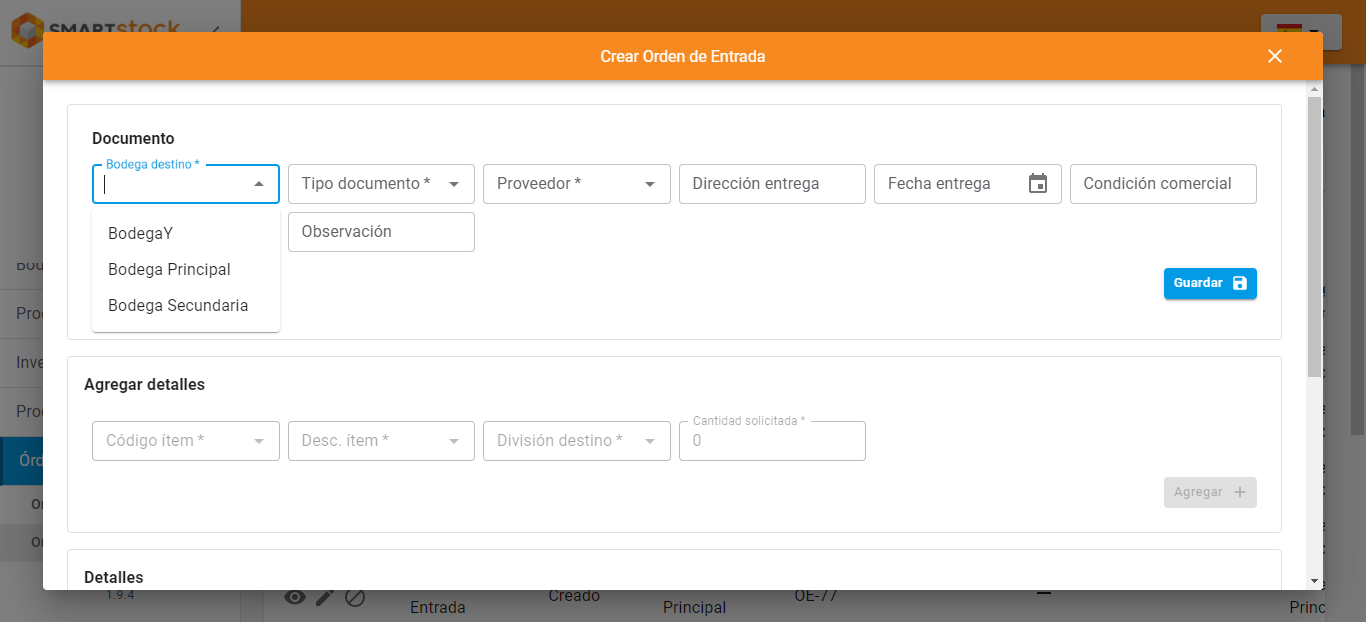 SMARTstock
Crear Orden de Entrada
Documento
Bodega destino *
Tipo documento *
Proveedor *
Dirección entrega
Fecha entrega
Condición comercial
BodegaY
Bodega Principal
Bodega Secundaria
Observación
Guardar
Agregar detalles
Código ítem *
Desc. ítem *
División destino *
Cantidad solicitada *
0
Agregar +
Detalles
1.9.4
Entrada
Creado
Principal
OE-77